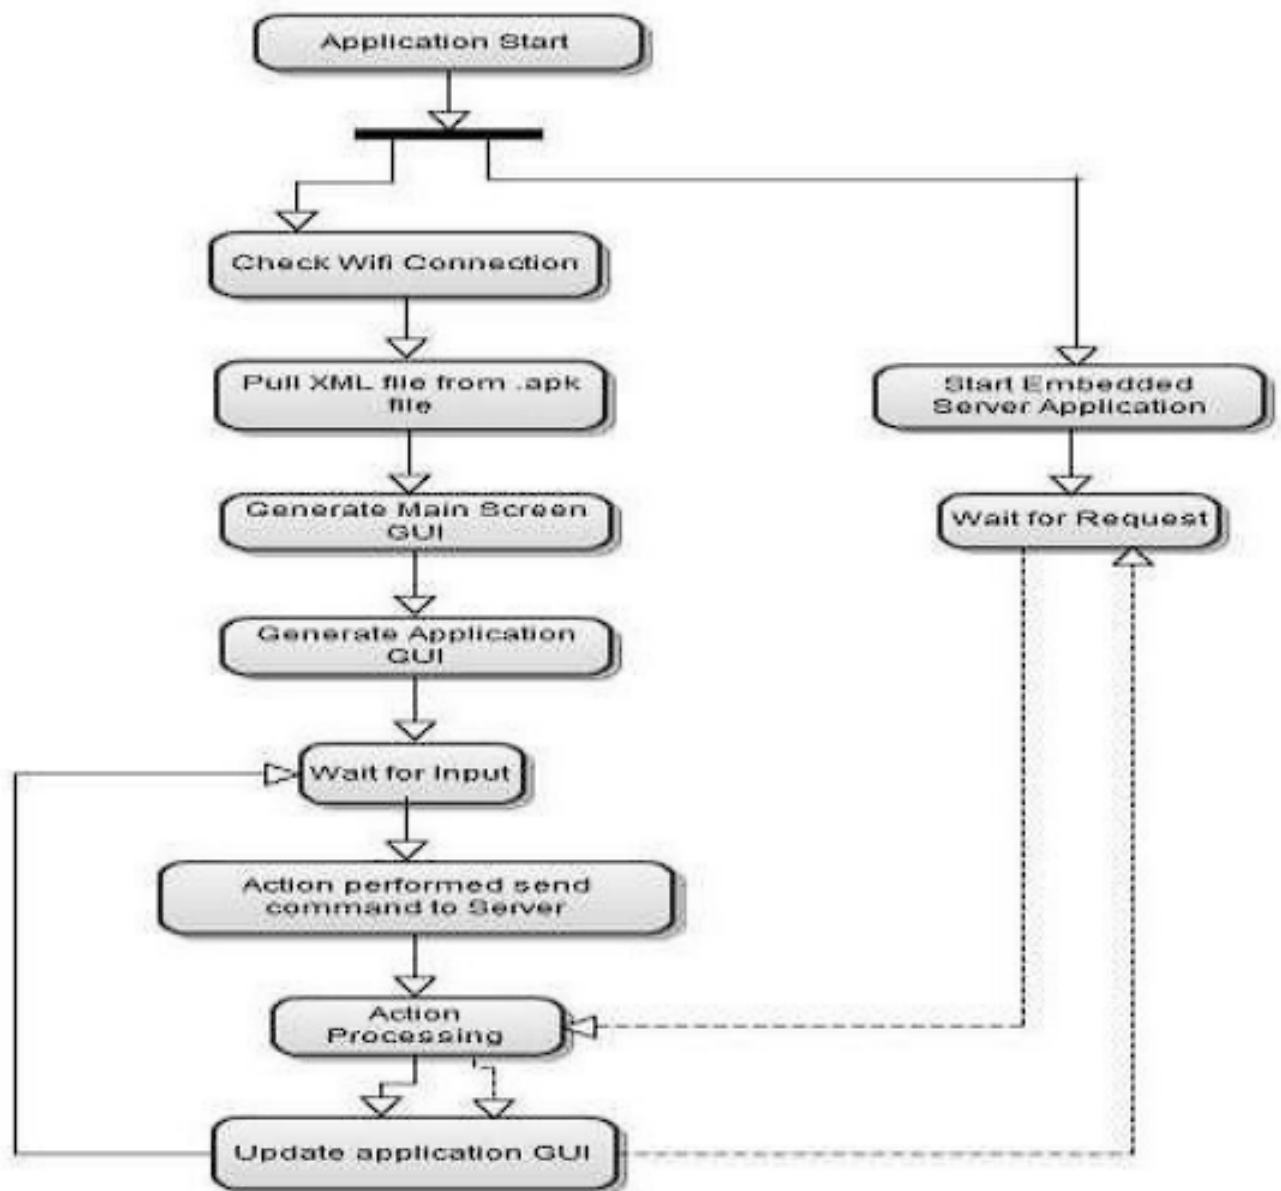 Application Start
Check Wifi Connection
Pull XML file from .apk
file
Start Embedded
Server Application
Generate Main Screen
GUI
Wait for Request
Generate Application
GUI
Wait for Input
Action performed send
command to Server
Action
Processing
Update application GUI